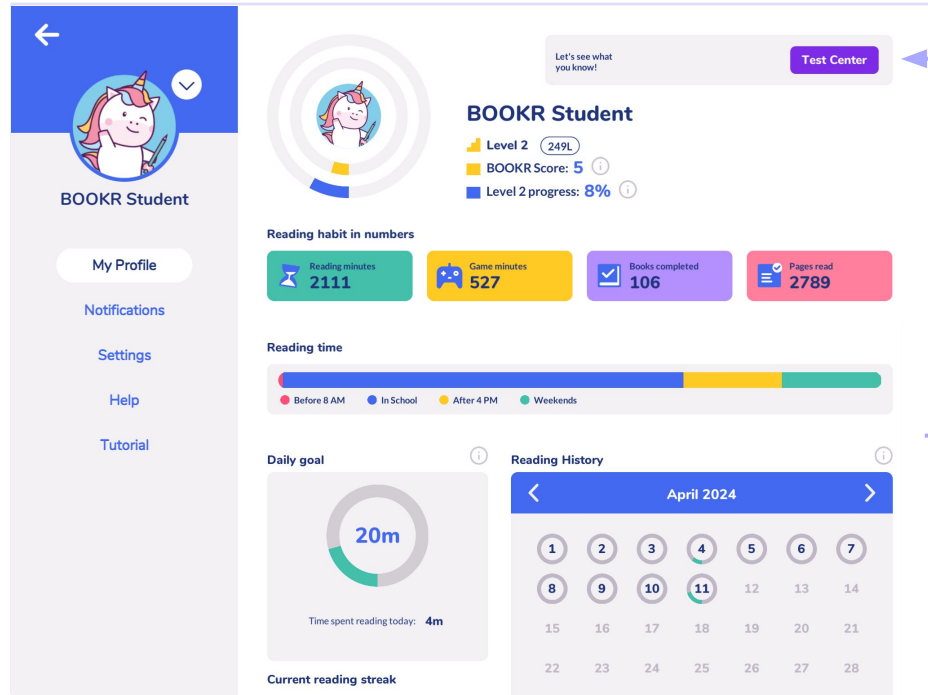 BOOKR Student
My Profile
Notifications
Settings
Help
Tutorial
Let's see what
you know!
Test Center
BOOKR Student
Level 2 249L
BOOKR Score: 5
Level 2 progress: 8%
Reading habit in numbers
Reading minutes
2111
Game minutes
527
Books completed
106
Pages read
2789
Reading time
Before 8 AM In School After 4 PM Weekends
Daily goal
20m
Time spent reading today: 4m
Current reading streak
Reading History
April 2024
1 2 3 4 5 6 7
8 9 10 11 12 13 14
15 16 17 18 19 20 21
22 23 24 25 26 27 28